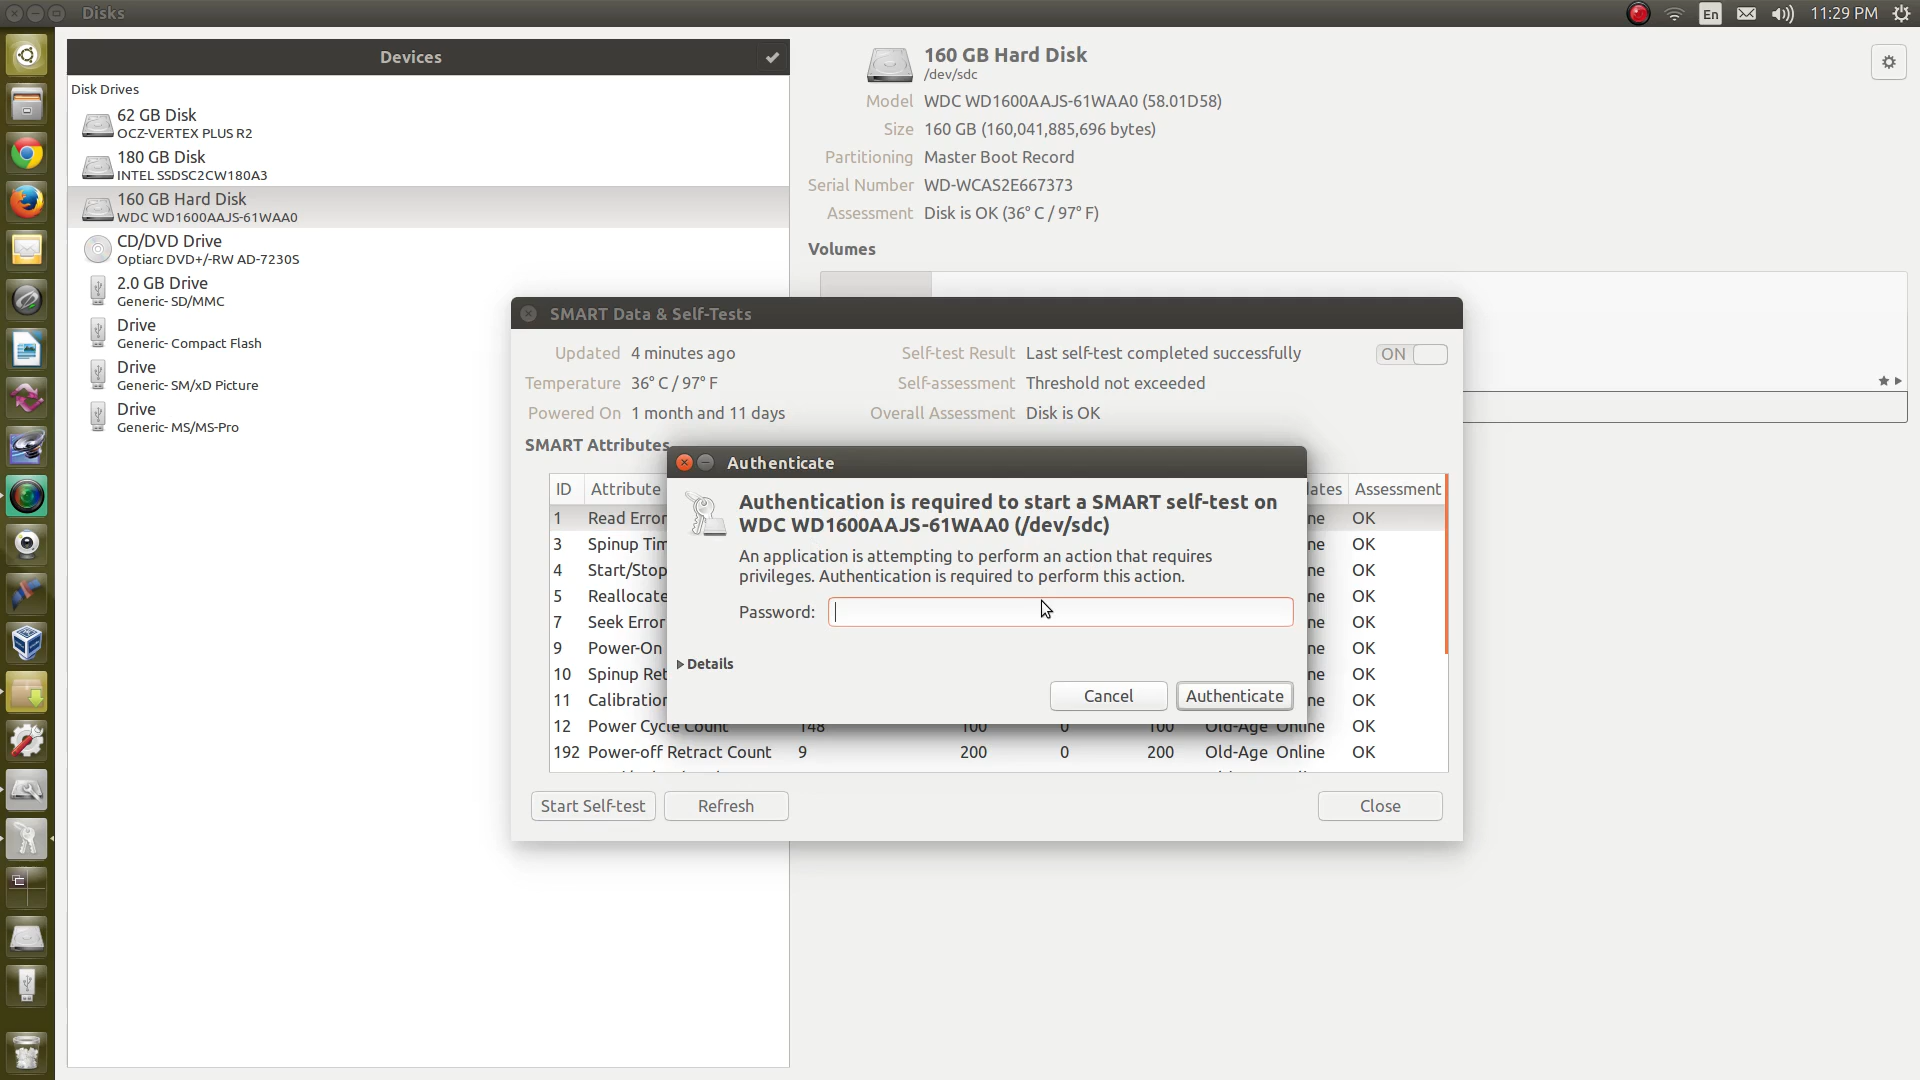 Disks
En
11:29 PM
Devices
Disk Drives
62 GB Disk
OCZ-VERTEX PLUS R2
180 GB Disk
INTEL SSDSC2CW180A3
160 GB Hard Disk
WDC WD1600AAJS-61WAA0
CD/DVD Drive
Optiarc DVD+/-RW AD-7230S
2.0 GB Drive
Generic- SD/MMC
Drive
Generic- Compact Flash
Drive
Generic- SM/xD Picture
Drive
Generic- MS/MS-Pro
160 GB Hard Disk
/dev/sdc
Model WDC WD1600AAJS-61WAA0 (58.01D58)
Size 160 GB (160,041,885,696 bytes)
Partitioning Master Boot Record
Serial Number WD-WCAS2E667373
Assessment Disk is OK (36° C / 97° F)
Volumes
SMART Data & Self-Tests
Updated 4 minutes ago Self-test Result Last self-test completed successfully ON
Temperature 36° C / 97° F Self-assessment Threshold not exceeded
Powered On 1 month and 11 days Overall Assessment Disk is OK
SMART Attributes
ID Attribute Assessment
1 Read Error OK
3 Spinup Tim OK
4 Start/Stop OK
5 Reallocate OK
7 Seek Error OK
9 Power-On OK
10 Spinup Ret OK
11 Calibration OK
12 Power Cycle Count 148 100 0 100 Old-Age Online OK
192 Power-off Retract Count 9 200 0 200 Old-Age Online OK
Start Self-test Refresh Close
Authenticate
Authentication is required to start a SMART self-test on
WDC WD1600AAJS-61WAA0 (/dev/sdc)
An application is attempting to perform an action that requires
privileges. Authentication is required to perform this action.
Password:
Details
Cancel Authenticate